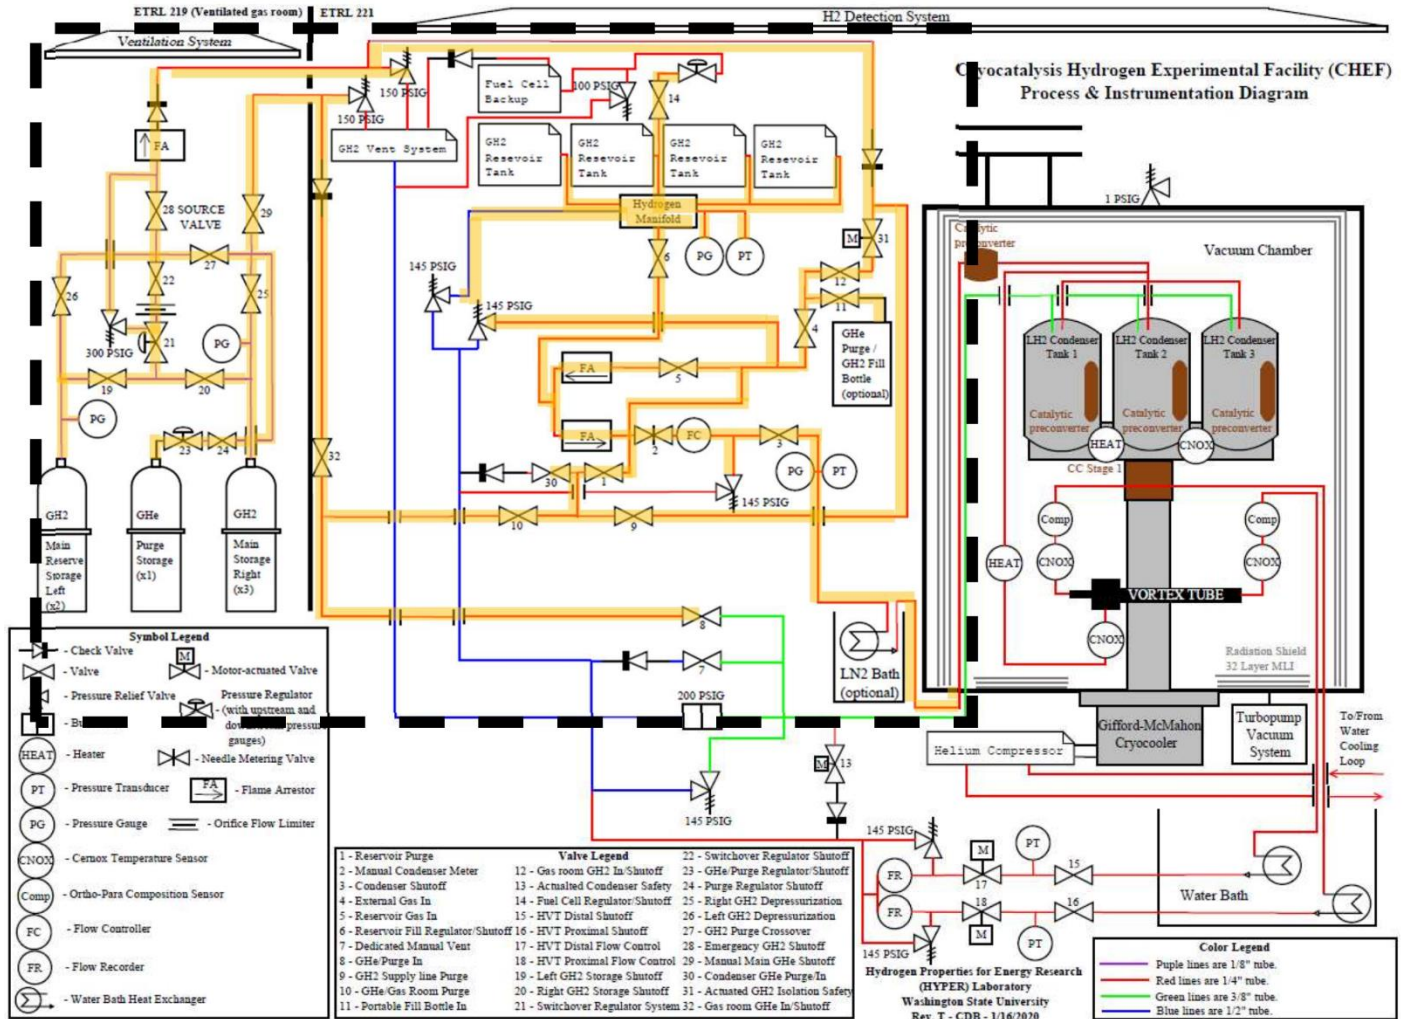 ETRL 219 (Ventilated gas room)
ETRL 221
H2 Detection System
Ventilation System
Cryocatalysis Hydrogen Experimental Facility (CHEF)
Process & Instrumentation Diagram
150 PSIG
150 PSIG
Fuel Cell
Backup
100 PSIG
14
FA
GH2 Vent System
GH2
Resevoir
Tank
GH2
Resevoir
Tank
GH2
Resevoir
Tank
GH2
Resevoir
Tank
1 PSIG
28 SOURCE
VALVE
29
Hydrogen
Manifold
M
31
Catalytic
preconverter
Vacuum Chamber
27
22
26
25
PG
PT
6
145 PSIG
145 PSIG
12
11
4
300 PSIG
21
PG
GHe
Purge /
GH2 Fill
Bottle
(optional)
LH2 Condenser
Tank 1
LH2 Condenser
Tank 2
LH2 Condenser
Tank 3
FA
5
19
20
PG
Catalytic
preconverter
Catalytic
preconverter
Catalytic
preconverter
FA
2
FC
3
23
24
32
HEAT
CNOX
CC Stage 1
30
1
PG
PT
145 PSIG
10
9
GH2
GHe
GH2
Main
Reserve
Storage
Left
(x2)
Purge
Storage
(x1)
Main
Storage
Right
(x3)
Comp
Comp
CNOX
CNOX
HEAT
VORTEX TUBE
CNOX
8
7
LN2 Bath
(optional)
Radiation Shield
32 Layer MLI
200 PSIG
Gifford-McMahon
Cryocooler
Turbopump
Vacuum
System
To/From
Water
Cooling
Loop
Helium Compressor
M
13
145 PSIG
145 PSIG
FR
FR
M
17
PT
15
18
M
16
PT
145 PSIG
Water Bath
Symbol Legend
- Check Valve
- Valve
M
- Motor-actuated Valve
- Pressure Relief Valve
Pressure Regulator
- (with upstream and
gauges)
HEAT - Heater
- Needle Metering Valve
PT - Pressure Transducer
FA - Flame Arrestor
PG - Pressure Gauge
- Orifice Flow Limiter
CNOX - Cernox Temperature Sensor
Comp - Ortho-Para Composition Sensor
FC - Flow Controller
FR - Flow Recorder
- Water Bath Heat Exchanger
Valve Legend
1 - Reservoir Purge
2 - Manual Condenser Meter
3 - Condenser Shutoff
4 - External Gas In
5 - Reservoir Gas In
6 - Reservoir Fill Regulator/Shutoff
7 - Dedicated Manual Vent
8 - GHe/Purge In
9 - GH2 Supply line Purge
10 - GHe/Gas Room Purge
11 - Portable Fill Bottle In
12 - Gas room GH2 In/Shutoff
13 - Actualted Condenser Safety
14 - Fuel Cell Regulator/Shutoff
15 - HVT Distal Shutoff
16 - HVT Proximal Shutoff
17 - HVT Distal Flow Control
18 - HVT Proximal Flow Control
19 - Left GH2 Storage Shutoff
20 - Right GH2 Storage Shutoff
21 - Switchover Regulator System
22 - Switchover Regulator Shutoff
23 - GHe/Purge Regulator/Shutoff
24 - Purge Regulator Shutoff
25 - Right GH2 Depressurization
26 - Left GH2 Depressurization
27 - GH2 Purge Crossover
28 - Emergency GH2 Shutoff
29 - Manual Main GHe Shutoff
30 - Condenser GHe Purge/In
31 - Actuated GH2 Isolation Safety
32 - Gas room GHe In/Shutoff
Hydrogen Properties for Energy Research
(HYPER) Laboratory
Washington State University
Rev. T - CDB - 1/16/2020
Color Legend
Puple lines are 1/8" tube.
Red lines are 1/4" tube.
Green lines are 3/8" tube.
Blue lines are 1/2" tube.